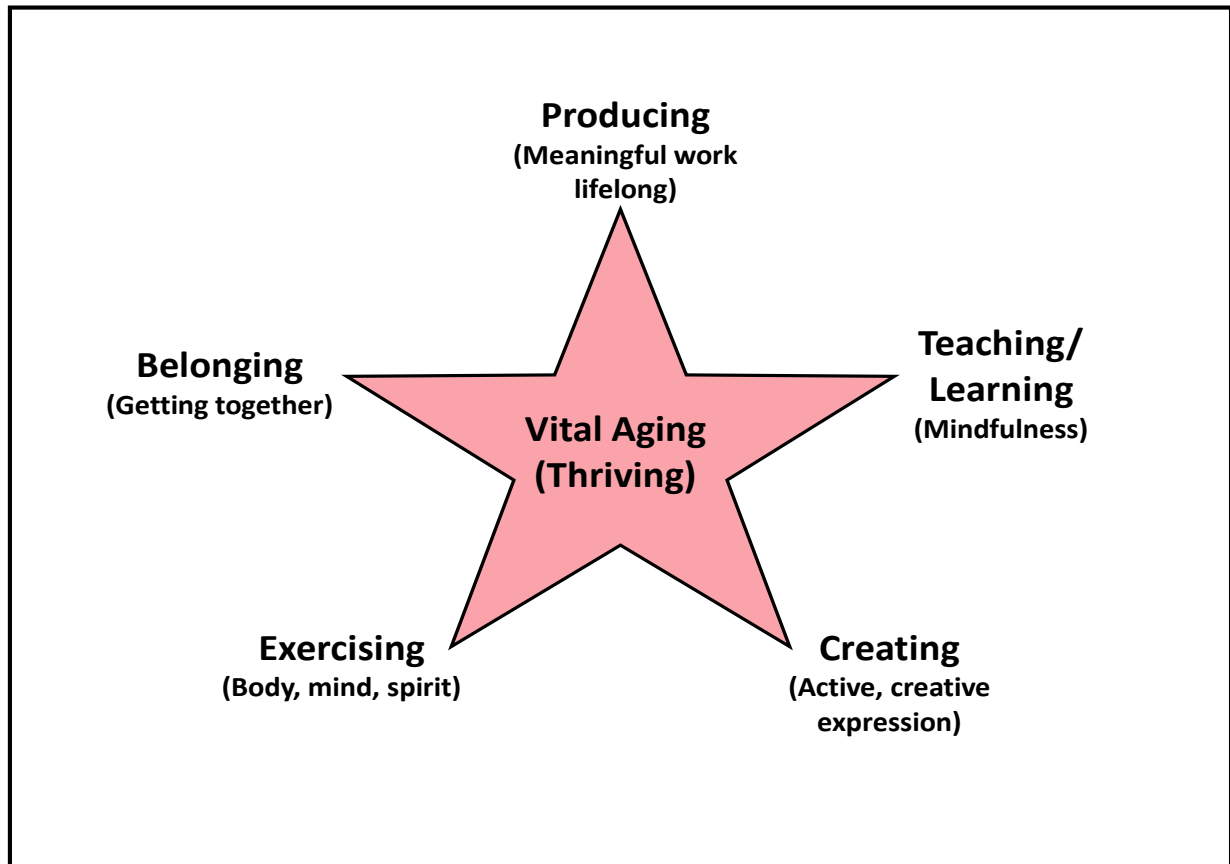 Producing
(Meaningful work
lifelong)
Teaching/
Learning
(Mindfulness)
Belonging
(Getting together)
Vital Aging
(Thriving)
Exercising
(Body, mind, spirit)
Creating
(Active, creative
expression)